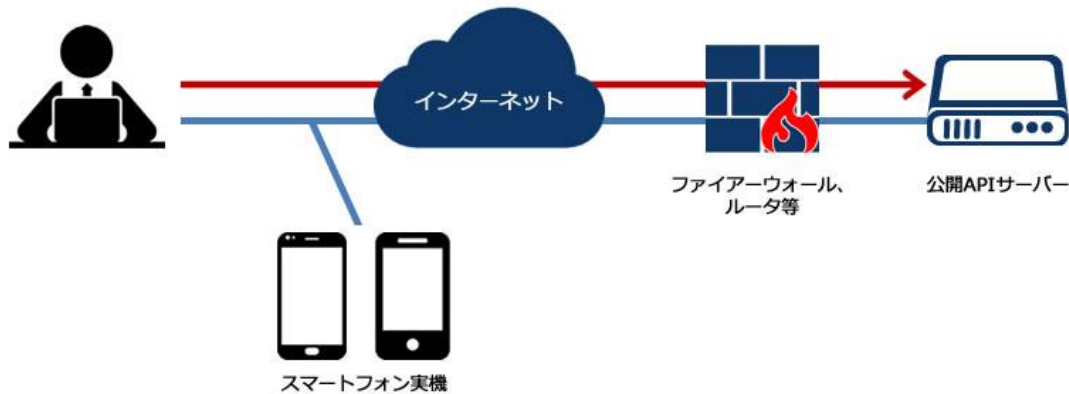 インターネット
ファイアーウォール、
ルータ等
公開APIサーバー
スマートフォン実機